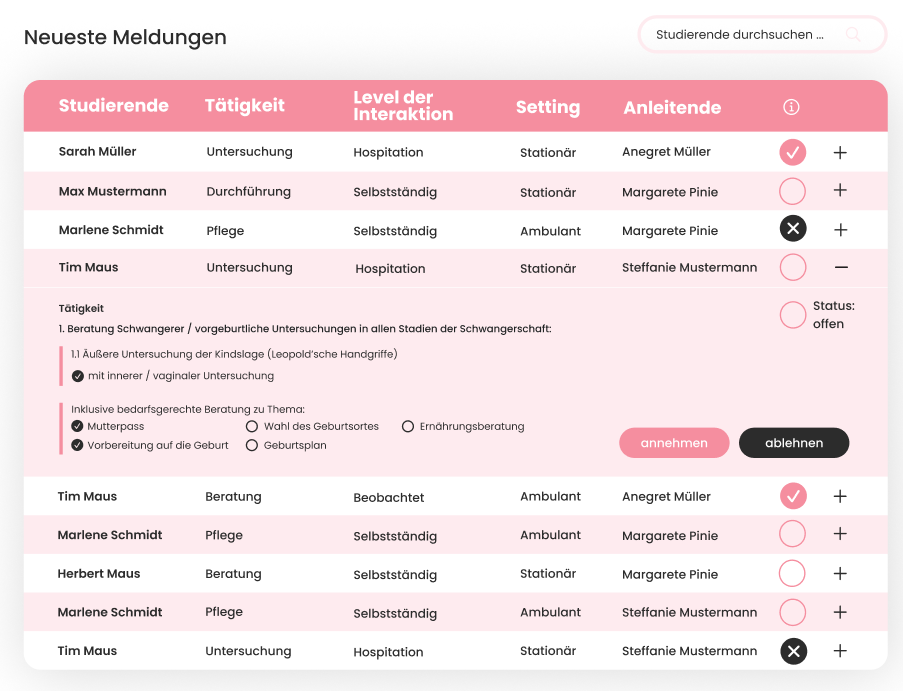 Neueste Meldungen
Studierende durchsuchen ...
Studierende Tätigkeit Level der Interaktion Setting Anleitende
Sarah Müller Untersuchung Hospitation Stationär Anegret Müller
Max Mustermann Durchführung Selbstständig Stationär Margarete Pinie
Marlene Schmidt Pflege Selbstständig Ambulant Margarete Pinie
Tim Maus Untersuchung Hospitation Stationär Steffanie Mustermann
Tätigkeit
Status:
offen
1. Beratung Schwangerer / vorgeburtliche Untersuchungen in allen Stadien der Schwangerschaft:
1.1 Äußere Untersuchung der Kindslage (Leopold'sche Handgriffe)
mit innerer / vaginaler Untersuchung
Inklusive bedarfsgerechte Beratung zu Thema:
Mutterpass Wahl des Geburtsortes Ernährungsberatung
Vorbereitung auf die Geburt Geburtsplan
annehmen ablehnen
Tim Maus Beratung Beobachtet Ambulant Anegret Müller
Marlene Schmidt Pflege Selbstständig Ambulant Margarete Pinie
Herbert Maus Beratung Selbstständig Stationär Margarete Pinie
Marlene Schmidt Pflege Selbstständig Ambulant Steffanie Mustermann
Tim Maus Untersuchung Hospitation Stationär Steffanie Mustermann